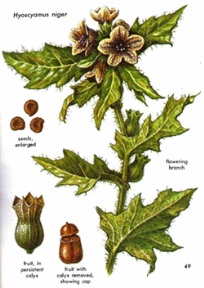 Hyoscyamus niger
seeds,
enlarged
flowering
branch
fruit, in
persistent
calyx
fruit with
calyx removed,
showing cap
49